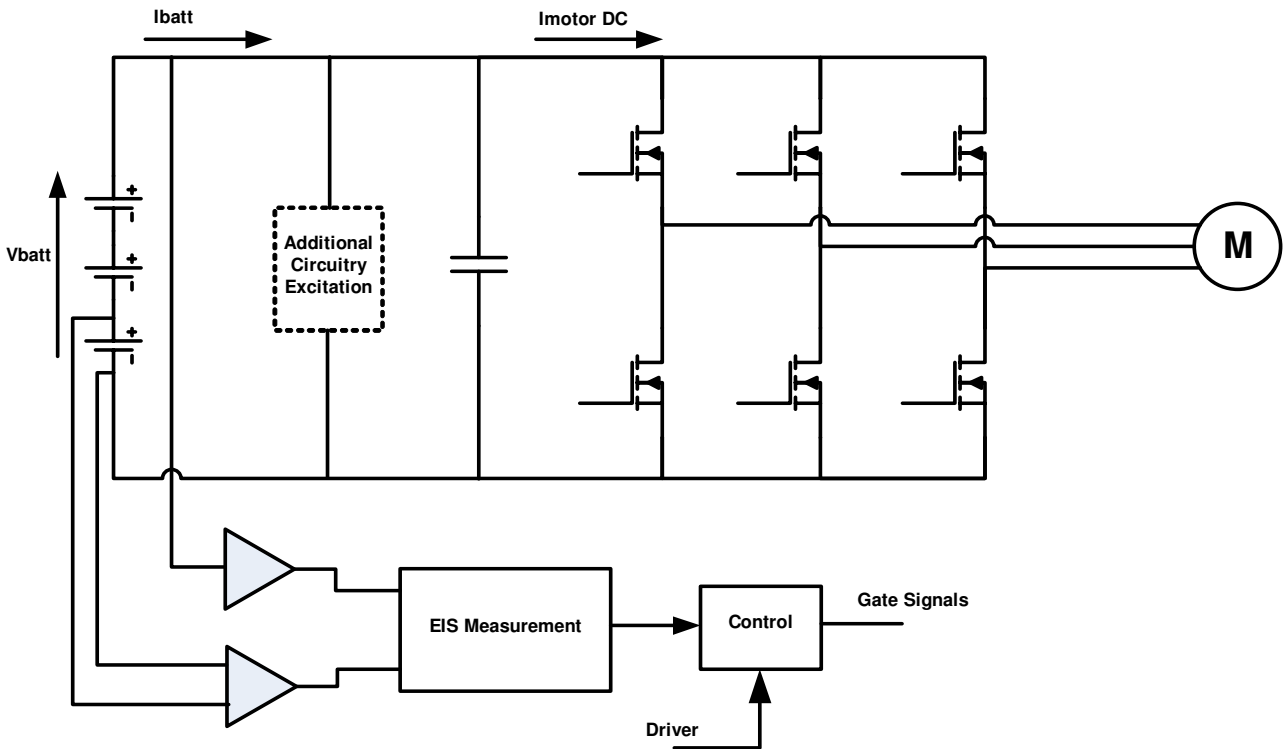 Ibatt
Imotor DC
Vbatt
+
+
+
Additional
Circuitry
Excitation
M
EIS Measurement
Control
Gate Signals
Driver